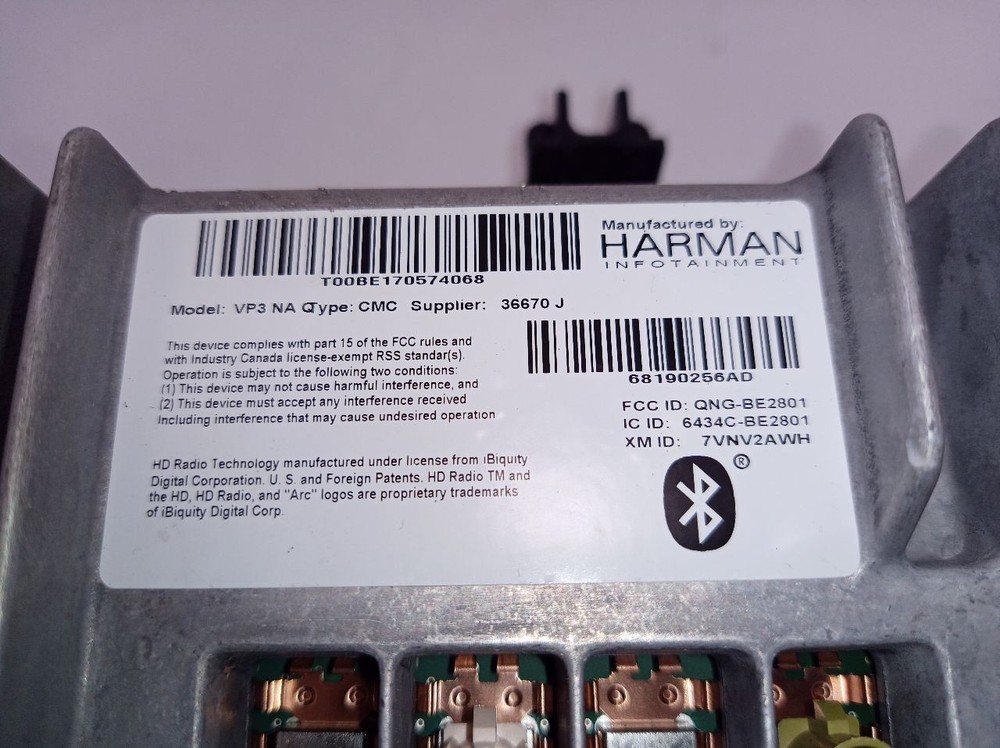 Manufactured by:
HARMAN
INFOTAINMENT
T00BE170574068
Model: VP3 NA QType: CMC Supplier: 36670 J
68190256AD
This device complies with part 15 of the FCC rules and
with Industry Canada license-exempt RSS standar(s).
Operation is subject to the following two conditions:
(1) This device may not cause harmful interference, and
(2) This device must accept any interference received
Including interference that may cause undesired operation
FCC ID: QNG-BE2801
IC ID: 6434C-BE2801
XM ID: 7VNV2AWH
®
HD Radio Technology manufactured under license from iBiquity
Digital Corporation. U. S. and Foreign Patents. HD Radio TM and
the HD, HD Radio, and "Arc" logos are proprietary trademarks
of iBiquity Digital Corp.